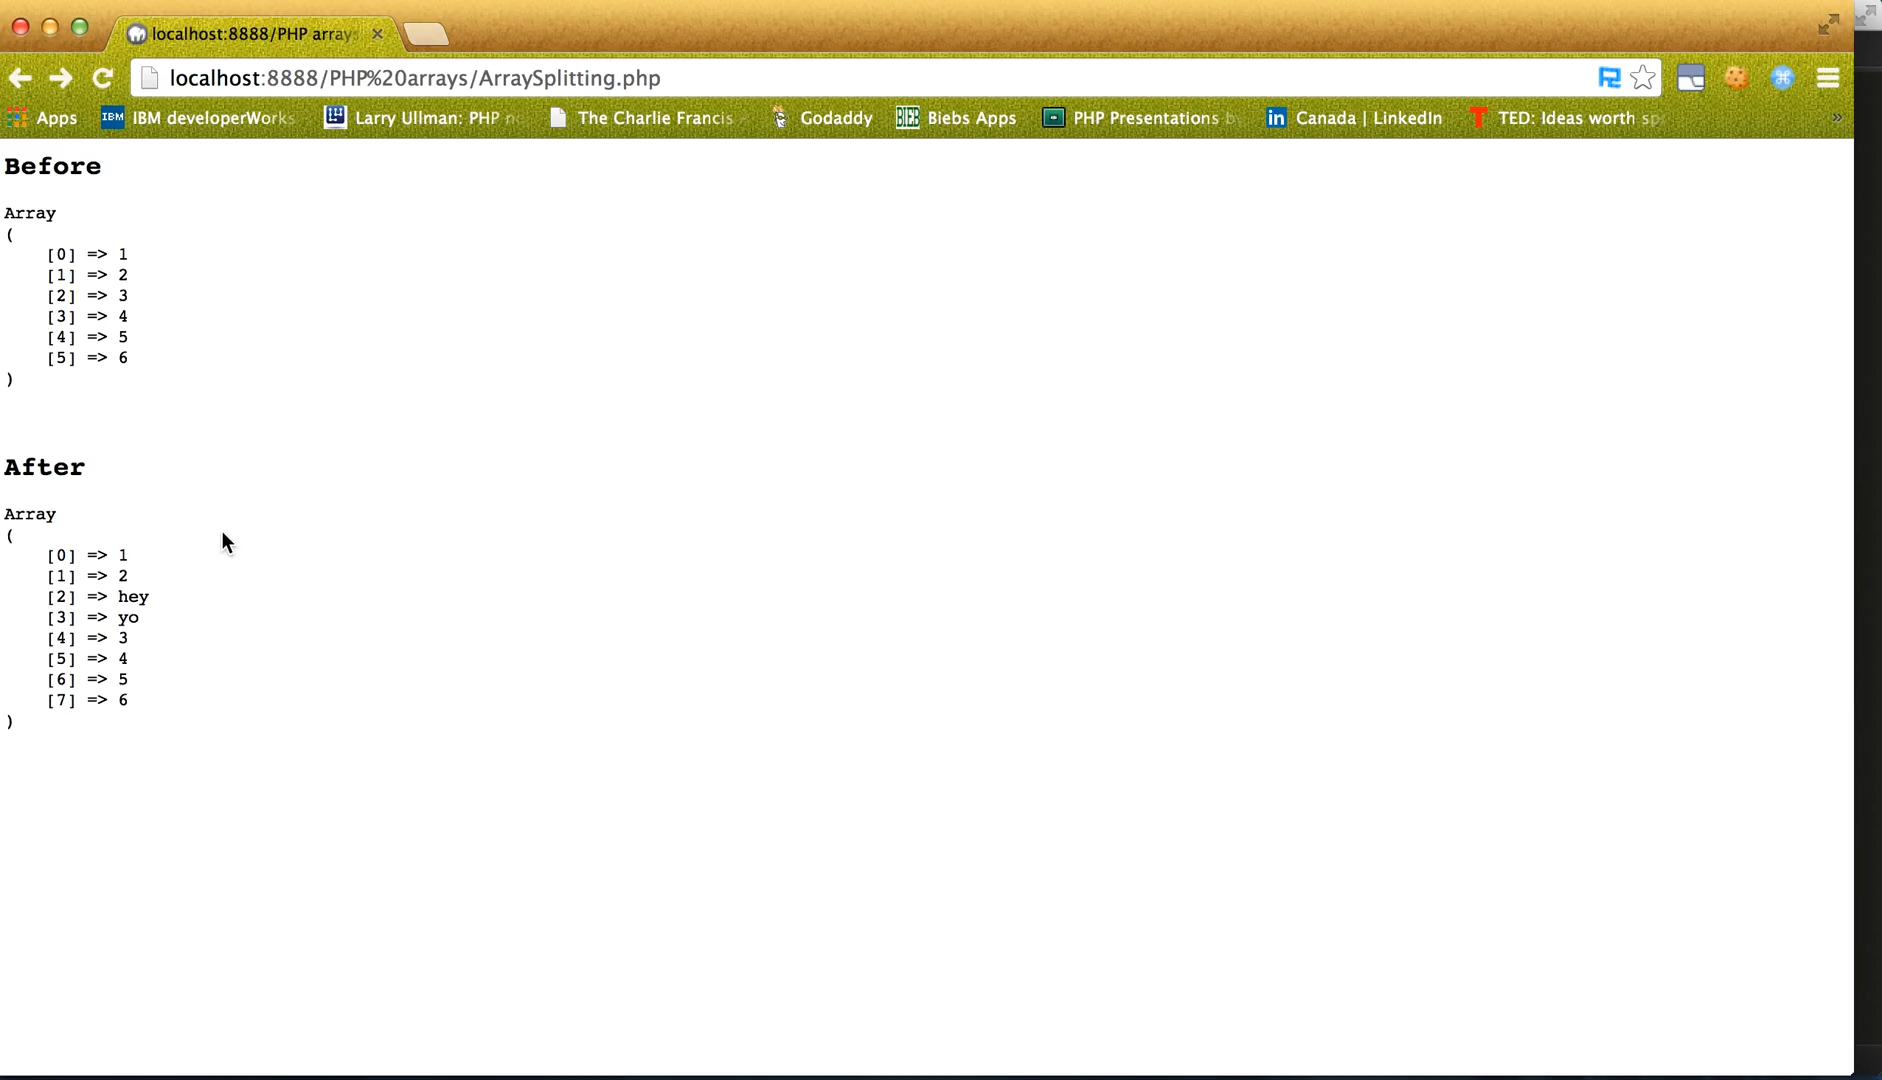 localhost:8888/PHP array
localhost:8888/PHP%20arrays/ArraySplitting.php
Apps IBM IBM developerWorks Larry Ullman: PHP The Charlie Francis Godaddy BIEB Biebs Apps PHP Presentations in Canada | LinkedIn T TED: Ideas worth »
Before
Array
(
[0] => 1
[1] => 2
[2] => 3
[3] => 4
[4] => 5
[5] => 6
)
After
Array
(
[0] => 1
[1] => 2
[2] => hey
[3] => yo
[4] => 3
[5] => 4
[6] => 5
[7] => 6
)